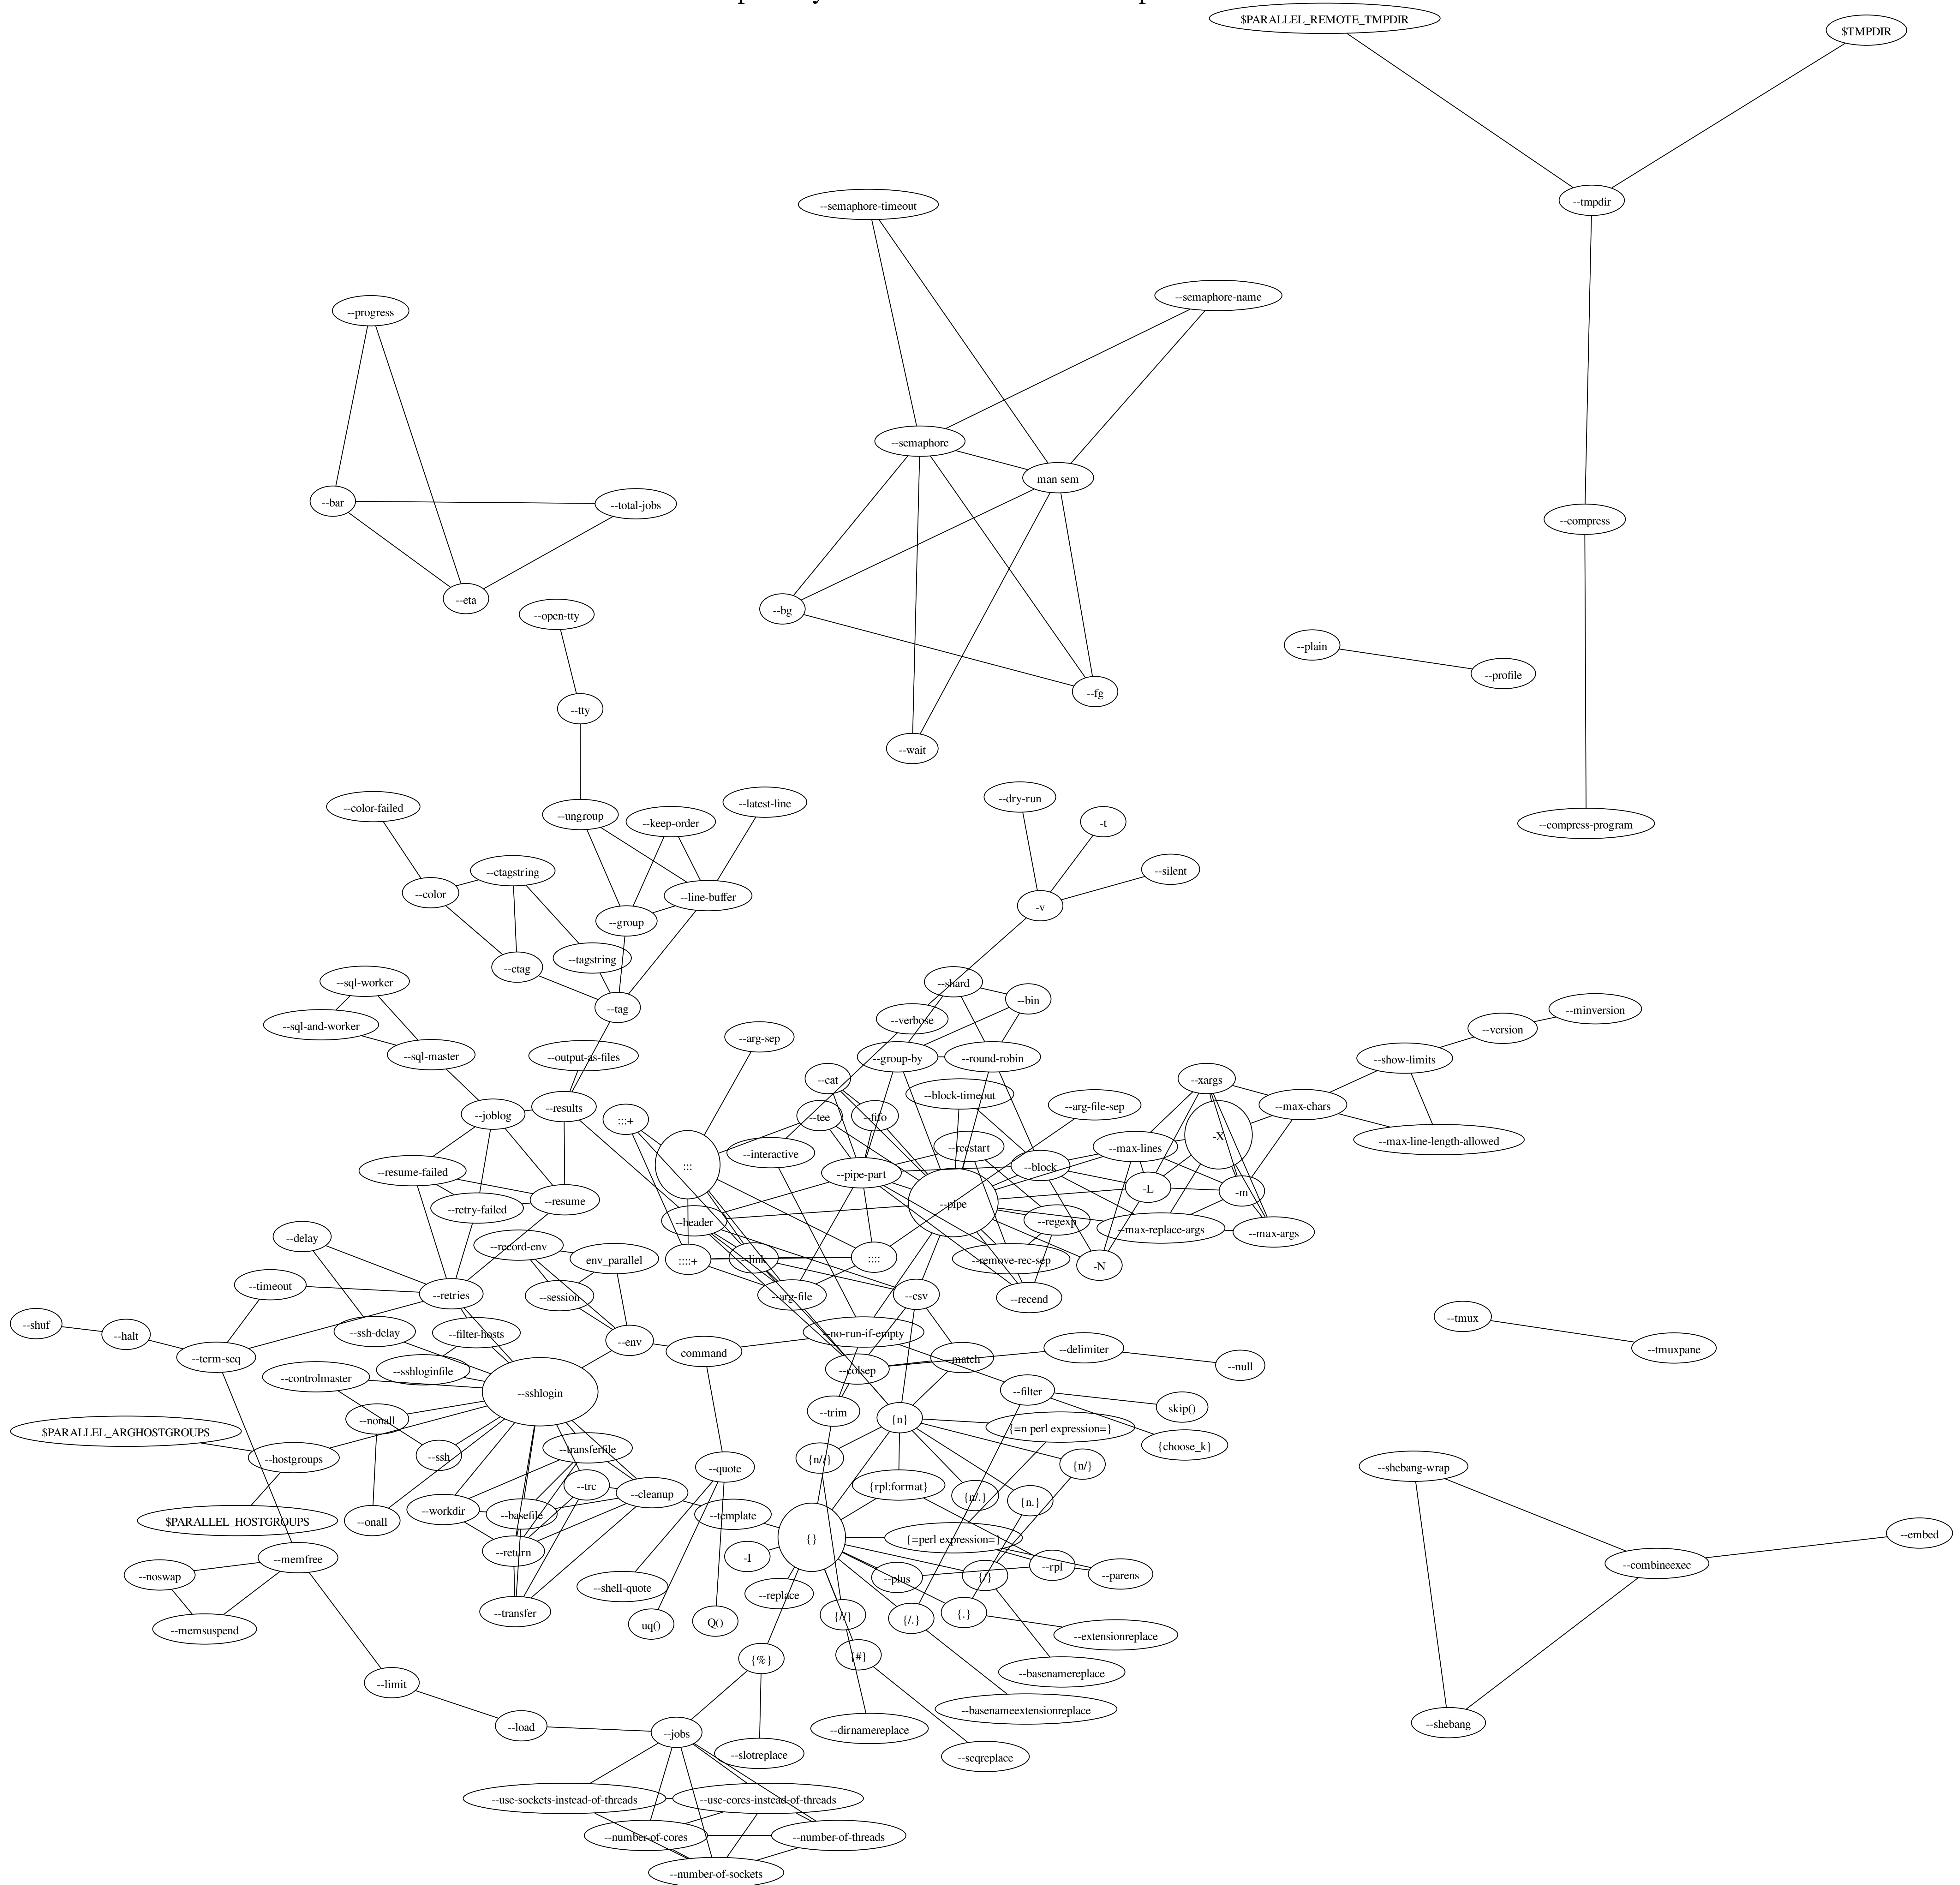 $PARALLEL_REMOTE_TMPDIR
$TMPDIR
--tmpdir
--semaphore-timeout
--semaphore-name
--progress
--semaphore
man sem
--bar
--total-jobs
--compress
--eta
--bg
--open-tty
--plain
--profile
--fg
--tty
--wait
--dry-run
--latest-line
--color-failed
--ungroup
--keep-order
-t
--compress-program
--ctagstring
--silent
--color
--line-buffer
-v
--group
--tagstring
--ctag
--sql-worker
--shard
--bin
--tag
--minversion
--verbose
--sql-and-worker
--version
--arg-sep
--sql-master
--output-as-files
--group-by
--round-robin
--show-limits
--cat
--xargs
--block-timeout
--results
--arg-file-sep
--max-chars
--joblog
:::+
--tee
--fifo
-X
--max-line-length-allowed
--recstart
--max-lines
--interactive
:::
--block
--resume-failed
--pipe-part
-L
-m
--resume
--pipe
--retry-failed
--header
--regexp
--max-replace-args
--max-args
--delay
--record-env
env_parallel
::::+
--link
::::
--remove-rec-sep
-N
--timeout
--retries
--session
--arg-file
--csv
--recend
--shuf
--halt
--ssh-delay
--filter-hosts
--env
--no-run-if-empty
--tmux
--term-seq
command
--match
--delimiter
--tmuxpane
--sshloginfile
--colsep
--null
--controlmaster
--sshlogin
--filter
--nonall
--trim
{n}
skip()
$PARALLEL_ARGHOSTGROUPS
{=n perl expression=}
{choose_k}
--hostgroups
--ssh
--transferfile
{n//}
{n/}
--quote
--shebang-wrap
--trc
--cleanup
{rpl:format}
{n/.}
{n.}
--workdir
--basefile
--template
$PARALLEL_HOSTGROUPS
--onall
{}
{=perl expression=}
--embed
--return
-I
--memfree
--combineexec
--noswap
--plus
{/}
--rpl
--parens
--shell-quote
--replace
--transfer
{//}
{/.}
{.}
--memsuspend
uq()
Q()
--extensionreplace
{#}
{%}
--basenamereplace
--limit
--basenameextensionreplace
--load
--jobs
--dirnamereplace
--shebang
--slotreplace
--seqreplace
--use-sockets-instead-of-threads
--use-cores-instead-of-threads
--number-of-cores
--number-of-threads
--number-of-sockets